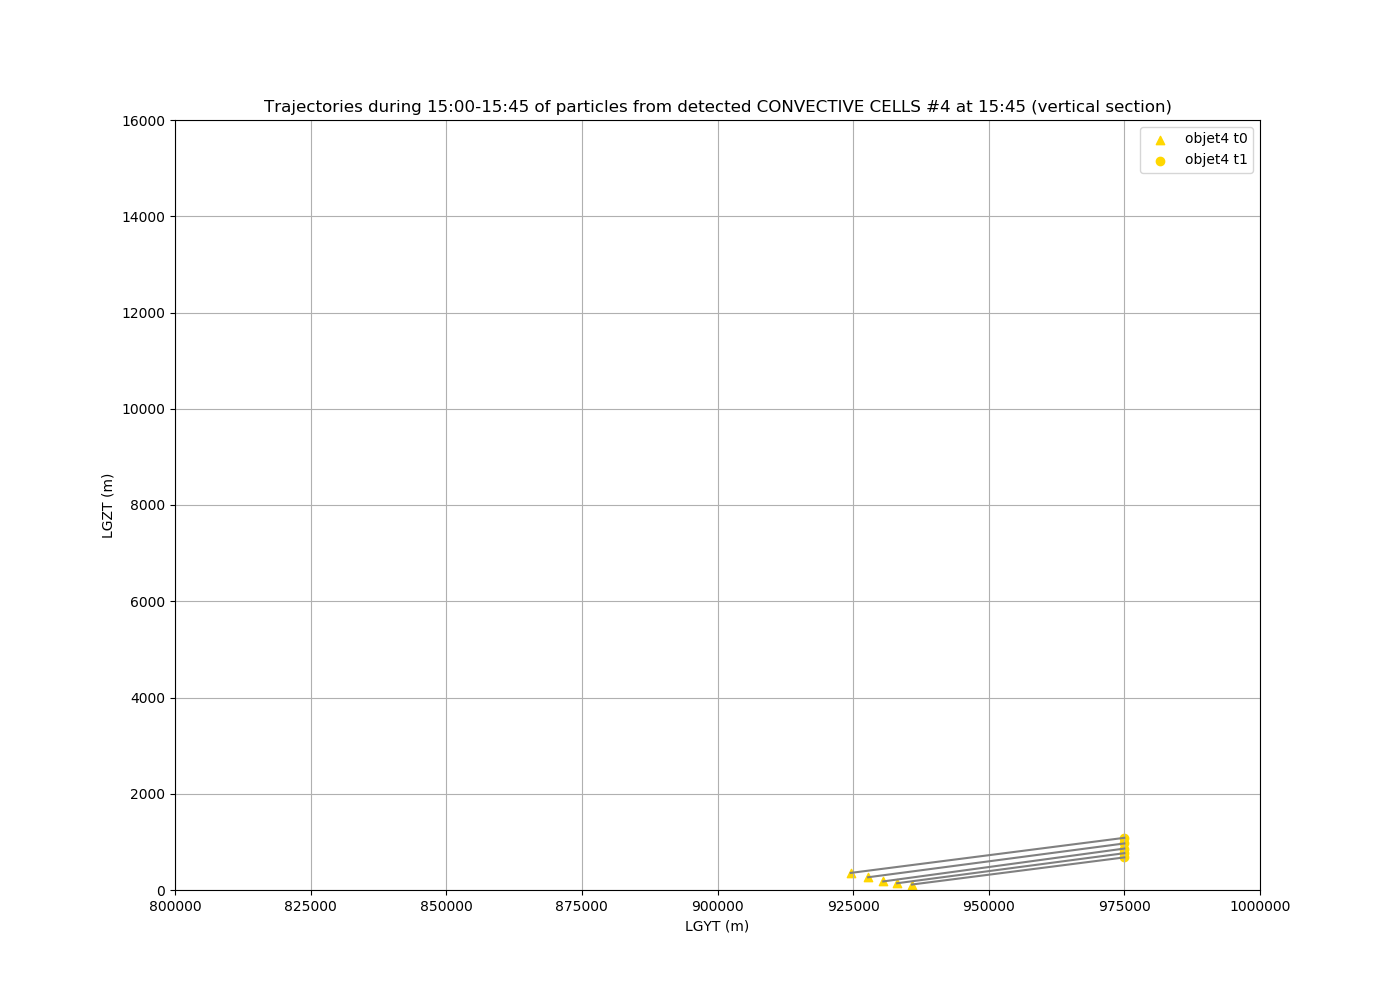 Trajectories during 15:00-15:45 of particles from detected CONVECTIVE CELLS #4 at 15:45 (vertical section)
objet4 t0
objet4 t1
16000
14000
12000
10000
8000
6000
4000
2000
0
LGZT (m)
800000 825000 850000 875000 900000 925000 950000 975000 1000000
LGYT (m)